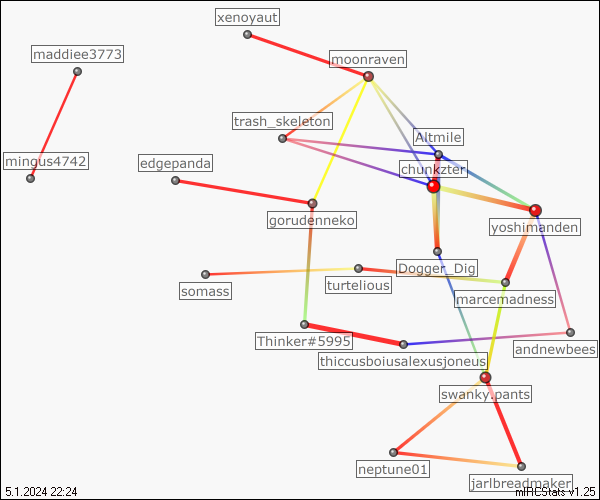 xenoyaut
maddiee3773
moonraven
trash_skeleton
Altmile
mingus4742
edgepanda
chunkzter
gorudenneko
yoshimanden
Dogger_Dig
somass
turtelious
marcemadness
Thinker#5995
andnewbees
thiccusboiusalexusjoneus
swanky.pants
neptune01
jarlbreadmaker
5.1.2024 22:24
mIRCStats v1.25